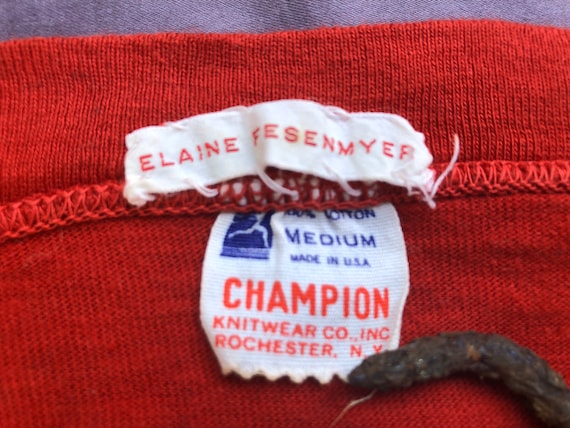 ELAINE FESENMYER
100% COTTON
MEDIUM
MADE IN U.S.A.
CHAMPION
KNITWEAR CO., INC
ROCHESTER, N.Y.